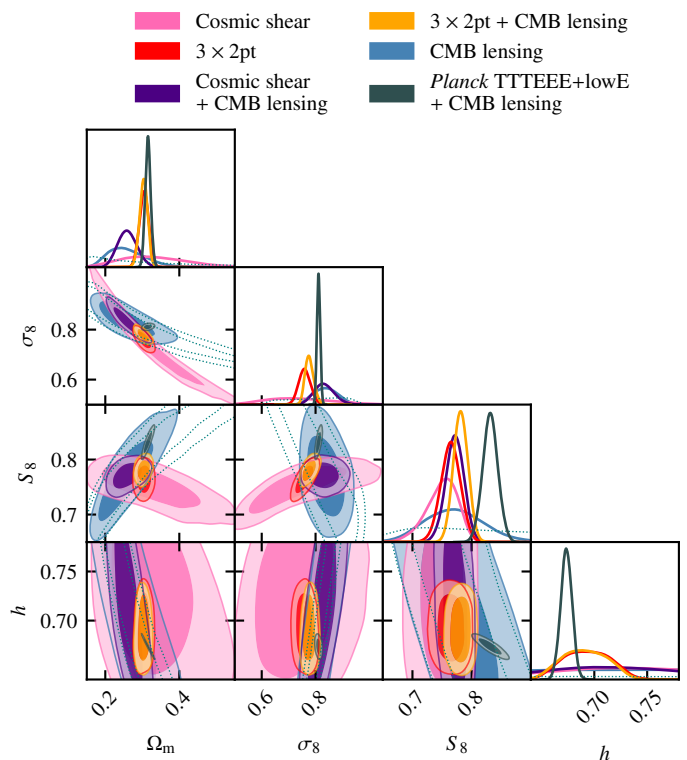 Cosmic shear
3 × 2pt
Cosmic shear
+ CMB lensing
3 × 2pt + CMB lensing
CMB lensing
Planck TTTEEE+lowE
+ CMB lensing
σ8
0.8
0.6
S8
0.8
0.7
h
0.75
0.70
0.2
0.4
0.6
0.8
0.7
0.8
0.70
0.75
Ωm
σ8
S8
h